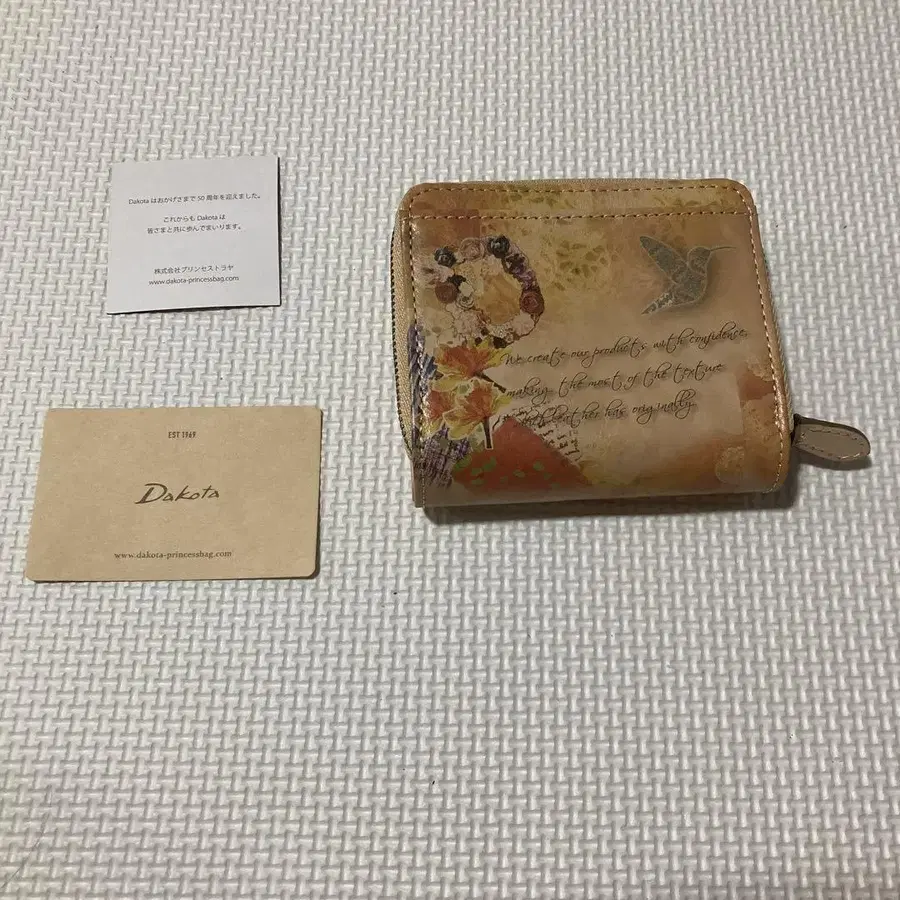 Dakota はおかげさまで 50 周年を迎えました。
これからも Dakota は
皆さまと共に歩んでまいります。
株式会社プリンセストラヤ
www.dakota-princessbag.com
EST 1969
Dakota
www.dakota-princessbag.com
We create our products with confidence,
making the most of the texture
leather has originally.